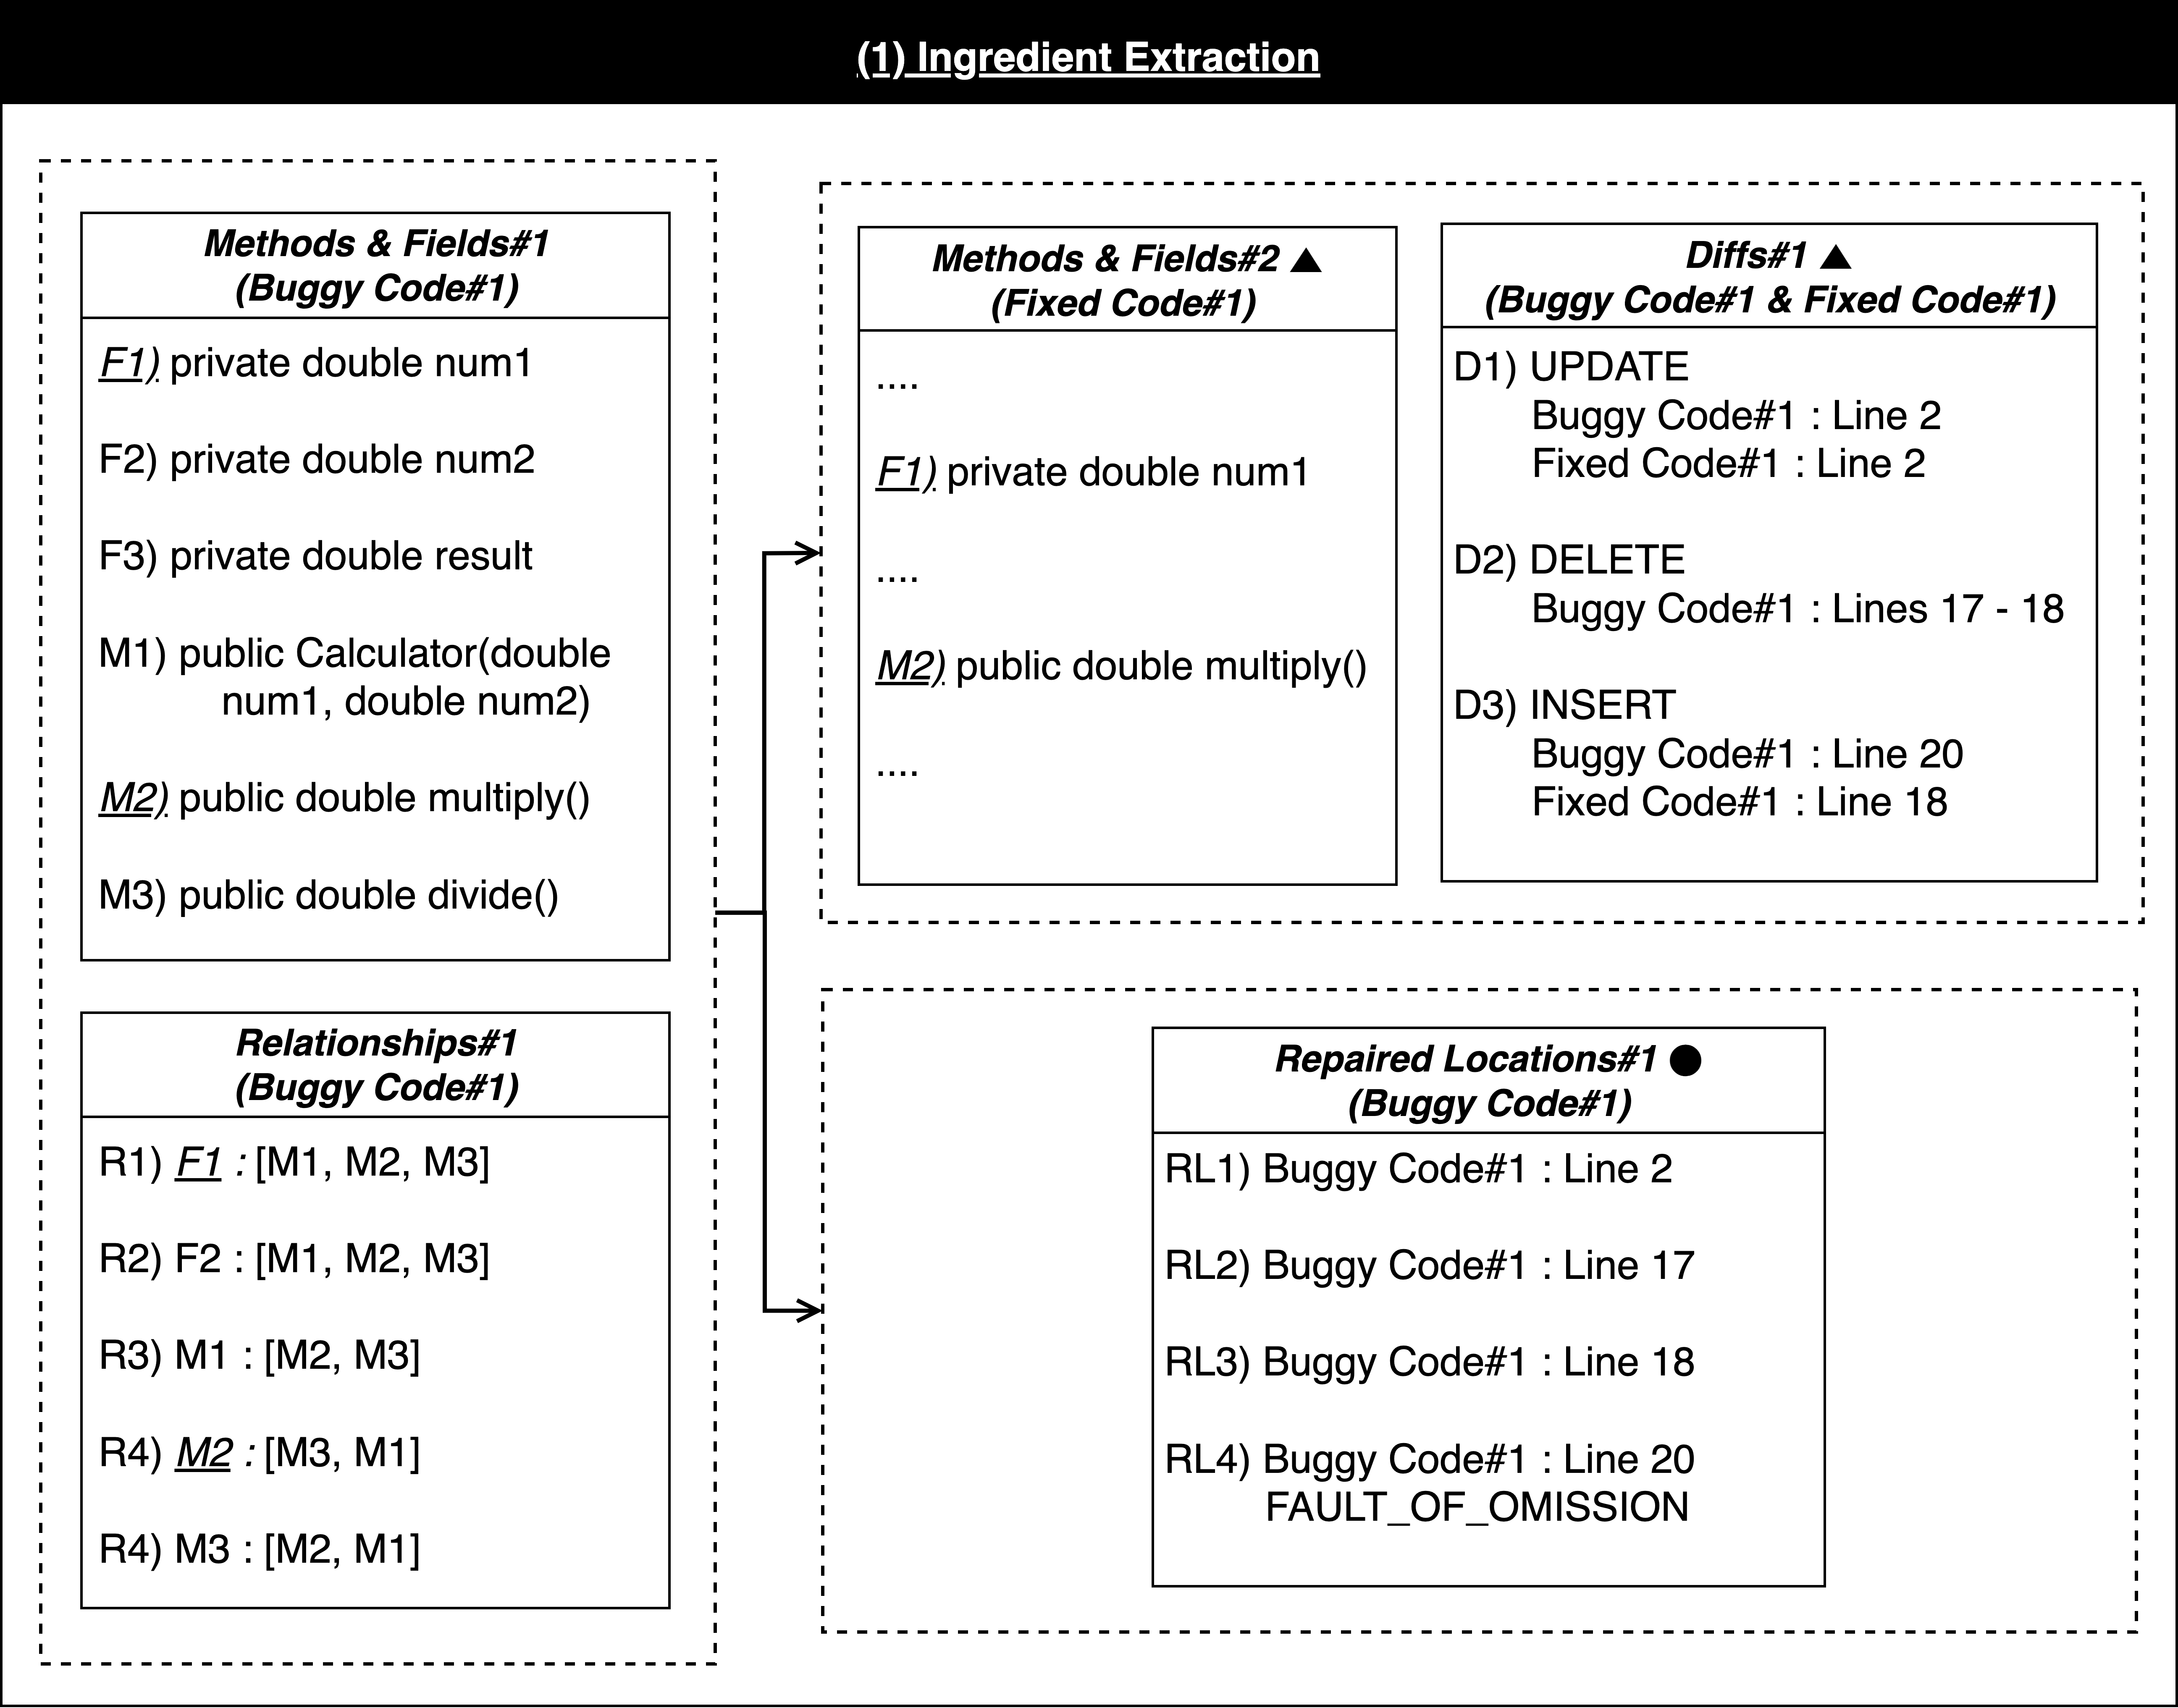 (1) Ingredient Extraction
Methods & Fields#1
(Buggy Code#1)
F1) private double num1
F2) private double num2
F3) private double result
M1) public Calculator(double
num1, double num2)
M2) public double multiply()
M3) public double divide()
Relationships#1
(Buggy Code#1)
R1) F1 : [M1, M2, M3]
R2) F2 : [M1, M2, M3]
R3) M1 : [M2, M3]
R4) M2 : [M3, M1]
R4) M3 : [M2, M1]
Methods & Fields#2 ▲
(Fixed Code#1)
....
F1) private double num1
....
M2) public double multiply()
....
Diffs#1 ▲
(Buggy Code#1 & Fixed Code#1)
D1) UPDATE
Buggy Code#1 : Line 2
Fixed Code#1 : Line 2
D2) DELETE
Buggy Code#1 : Lines 17 - 18
D3) INSERT
Buggy Code#1 : Line 20
Fixed Code#1 : Line 18
Repaired Locations#1 ●
(Buggy Code#1)
RL1) Buggy Code#1 : Line 2
RL2) Buggy Code#1 : Line 17
RL3) Buggy Code#1 : Line 18
RL4) Buggy Code#1 : Line 20
FAULT_OF_OMISSION